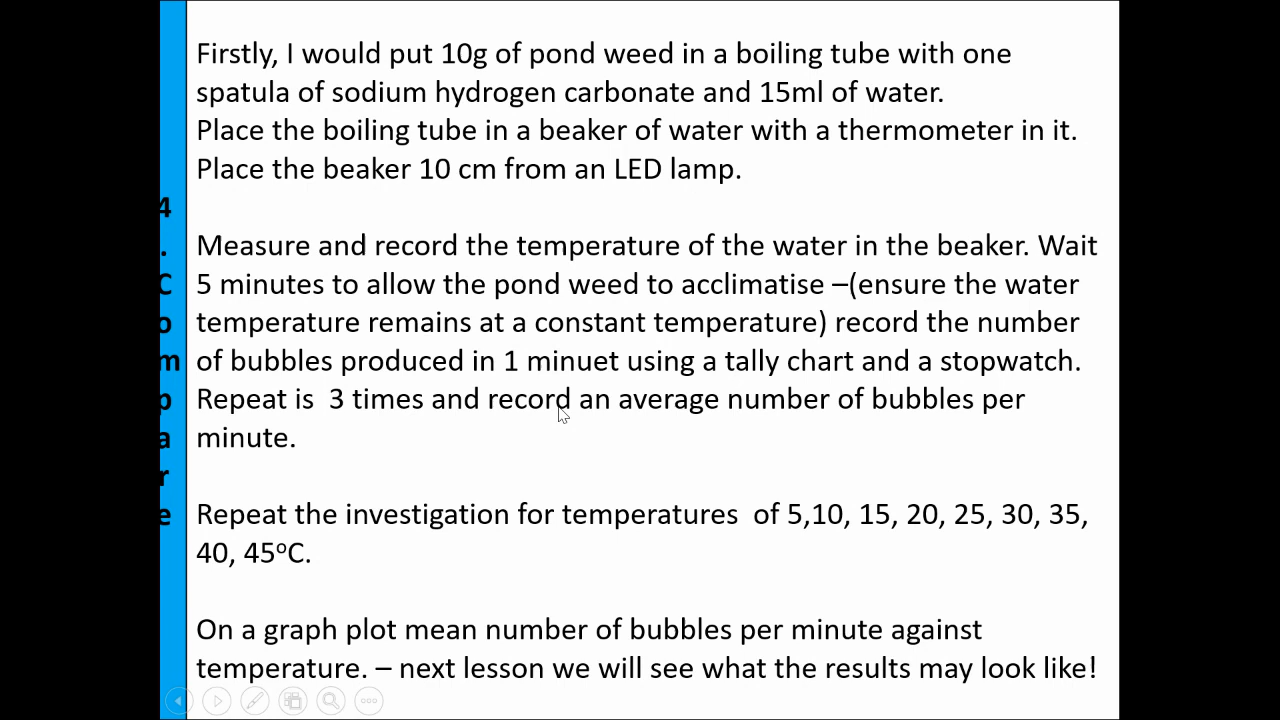 Firstly, I would put 10g of pond weed in a boiling tube with one
spatula of sodium hydrogen carbonate and 15ml of water.
Place the boiling tube in a beaker of water with a thermometer in it.
Place the beaker 10 cm from an LED lamp.
Measure and record the temperature of the water in the beaker. Wait
5 minutes to allow the pond weed to acclimatise –(ensure the water
temperature remains at a constant temperature) record the number
of bubbles produced in 1 minuet using a tally chart and a stopwatch.
Repeat is  3 times and record an average number of bubbles per
minute.
Repeat the investigation for temperatures  of 5,10, 15, 20, 25, 30, 35,
40, 45°C.
On a graph plot mean number of bubbles per minute against
temperature. – next lesson we will see what the results may look like!
4
.
C
o
m
p
a
r
e